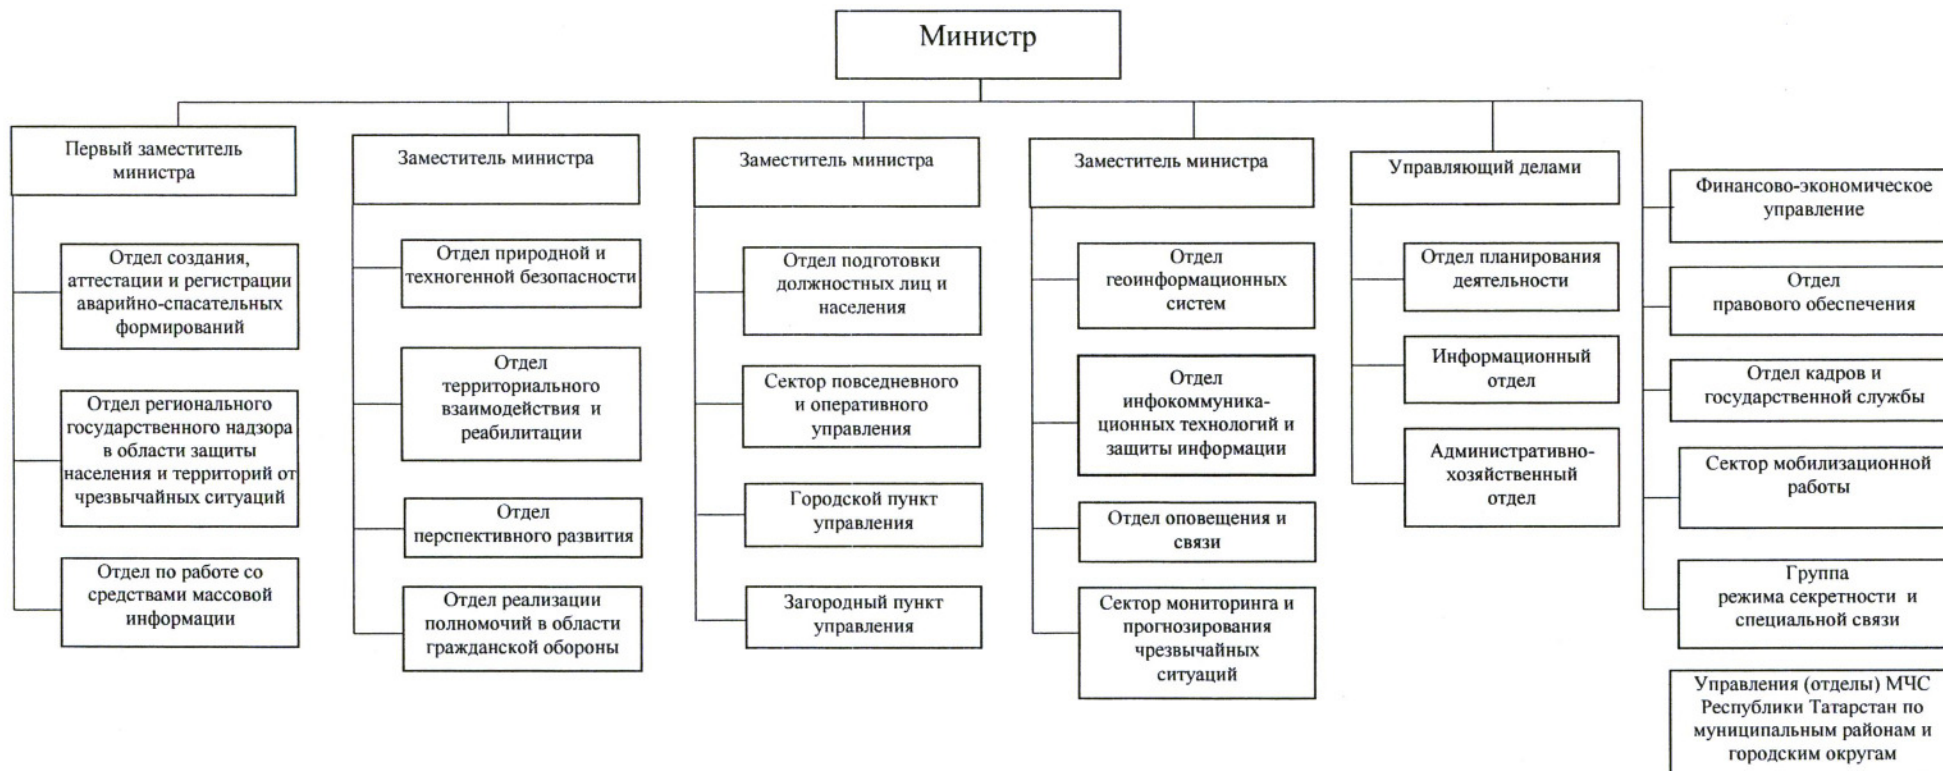 Министр
Первый заместитель
министра
Отдел создания,
аттестации и регистрации
аварийно-спасательных
формирований
Отдел регионального
государственного надзора
в области защиты
населения и территорий от
чрезвычайных ситуаций
Отдел по работе со
средствами массовой
информации
Заместитель министра
Отдел природной и
техногенной безопасности
Отдел
территориального
взаимодействия и
реабилитации
Отдел
перспективного развития
Отдел реализации
полномочий в области
гражданской обороны
Заместитель министра
Отдел подготовки
должностных лиц и
населения
Сектор повседневного
и оперативного
управления
Городской пункт
управления
Загородный пункт
управления
Заместитель министра
Отдел
геоинформационных
систем
Отдел
инфокоммуника-
ционных технологий и
защиты информации
Отдел оповещения и
связи
Сектор мониторинга и
прогнозирования
чрезвычайных
ситуаций
Управляющий делами
Отдел планирования
деятельности
Информационный
отдел
Административно-
хозяйственный
отдел
Финансово-экономическое
управление
Отдел
правового обеспечения
Отдел кадров и
государственной службы
Сектор мобилизационной
работы
Группа
режима секретности и
специальной связи
Управления (отделы) МЧС
Республики Татарстан по
муниципальным районам и
городским округам